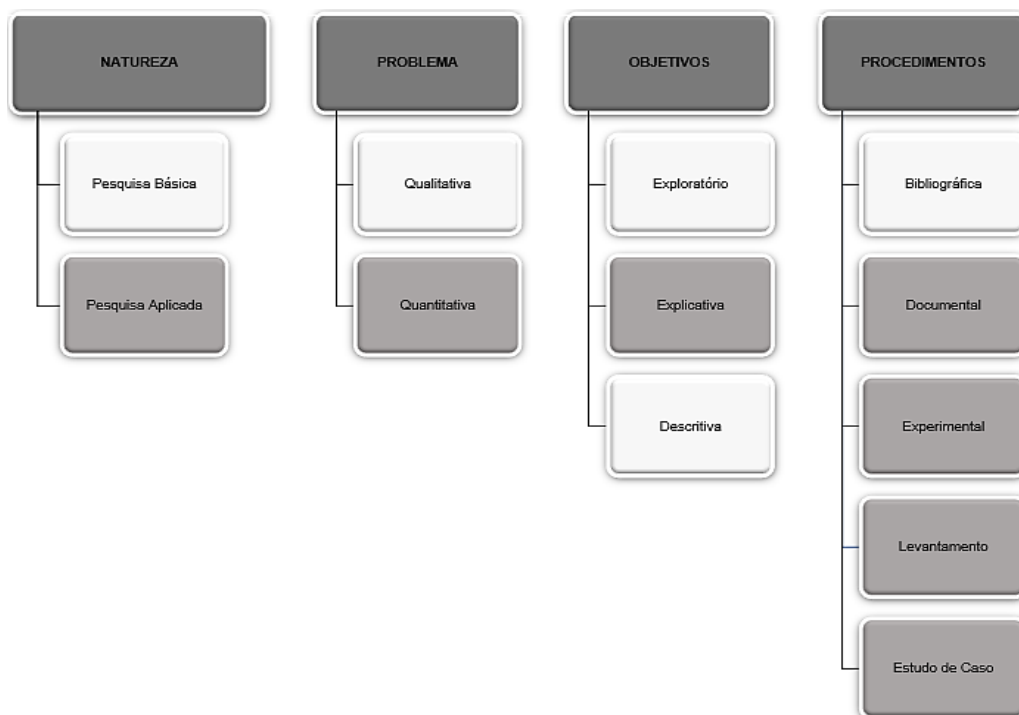 NATUREZA
Pesquisa Básica
Pesquisa Aplicada
PROBLEMA
Qualitativa
Quantitativa
OBJETIVOS
Exploratório
Explicativa
Descritiva
PROCEDIMENTOS
Bibliográfica
Documental
Experimental
Levantamento
Estudo de Caso